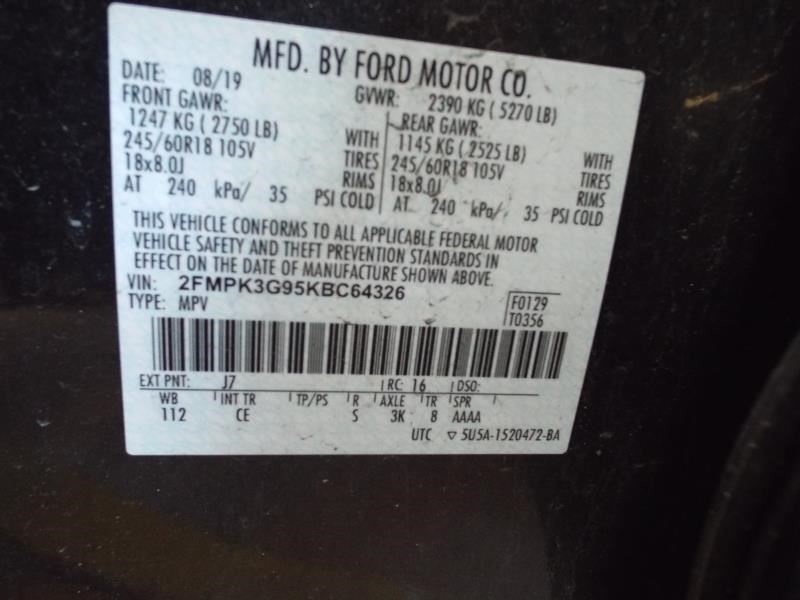 MFD. BY FORD MOTOR CO.
DATE: 08/19 GVWR: 2390 KG ( 5270 LB)
FRONT GAWR: REAR GAWR:
1247 KG ( 2750 LB) WITH 1145 KG ( 2525 LB) WITH
245/60R18 105V TIRES 245/60R18 105V TIRES
18x8.0J RIMS 18x8.0J RIMS
AT 240 kPa/ 35 PSI COLD AT 240 kPa/ 35 PSI COLD
THIS VEHICLE CONFORMS TO ALL APPLICABLE FEDERAL MOTOR
VEHICLE SAFETY AND THEFT PREVENTION STANDARDS IN
EFFECT ON THE DATE OF MANUFACTURE SHOWN ABOVE.
VIN: 2FMPK3G95KBC64326
TYPE: MPV
F0129
T0356
EXT PNT: J7 RC: 16 DSO:
WB INT TR TP/PS R AXLE TR SPR
112 CE S 3K 8 AAAA
UTC ▽ 5U5A-1520472-BA